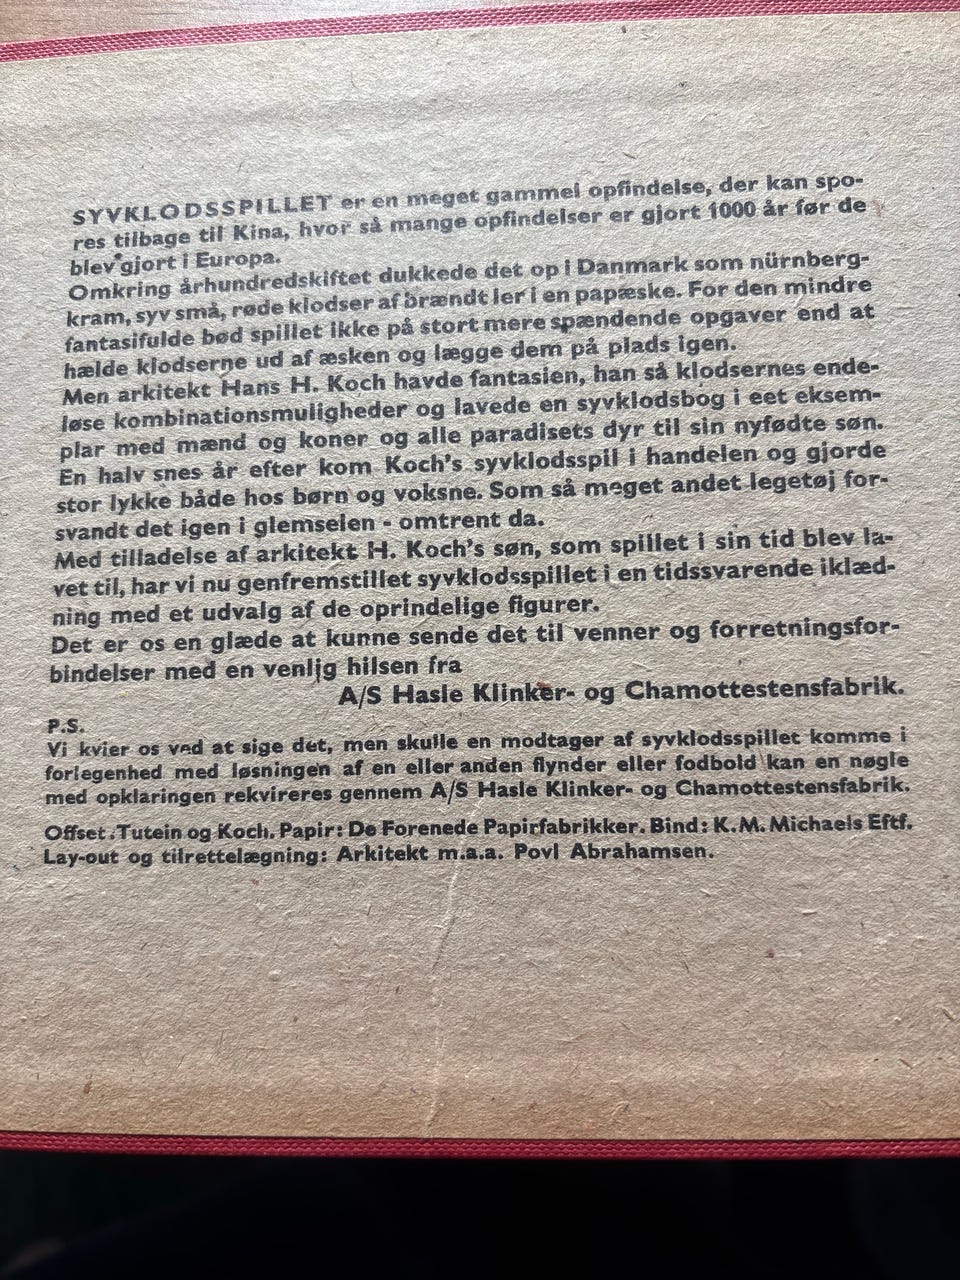 SYVKLODSSPILLET er en meget gammel opfindelse, der kan spo-
res tilbage til Kina, hvor så mange opfindelser er gjort 1000 år før de
blev gjort i Europa.
Omkring århundredskiftet dukkede det op i Danmark som nürnberg-
kram, syv små, røde klodser af brændt ler i en papæske. For den mindre
fantasifulde bød spillet ikke på stort mere spændende opgaver end at
hælde klodserne ud af æsken og lægge dem på plads igen.
Men arkitekt Hans H. Koch havde fantasien, han så klodsernes ende-
løse kombinationsmuligheder og lavede en syvklodsbog i eet eksem-
plar med mænd og koner og alle paradisets dyr til sin nyfødte søn.
En halv snes år efter kom Koch's syvklodsspil i handelen og gjorde
stor lykke både hos børn og voksne. Som så meget andet legetøj for-
svandt det igen i glemselen - omtrent da.
Med tilladelse af arkitekt H. Koch's søn, som spillet i sin tid blev la-
vet til, har vi nu genfremstillet syvklodsspillet i en tidssvarende iklæd-
ning med et udvalg af de oprindelige figurer.
Det er os en glæde at kunne sende det til venner og forretningsfor-
bindelser med en venlig hilsen fra
A/S Hasle Klinker- og Chamottestensfabrik.
P.S.
Vi kvier os ved at sige det, men skulle en modtager af syvklodsspillet komme i
forlegenhed med løsningen af en eller anden flynder eller fodbold kan en nøgle
med opklaringen rekvireres gennem A/S Hasle Klinker- og Chamottestensfabrik.
Offset: Tutein og Koch. Papir: De Forenede Papirfabrikker. Bind: K.M. Michaels Eftf.
Lay-out og tilrettelægning: Arkitekt m.a.a. Povl Abrahamsen.